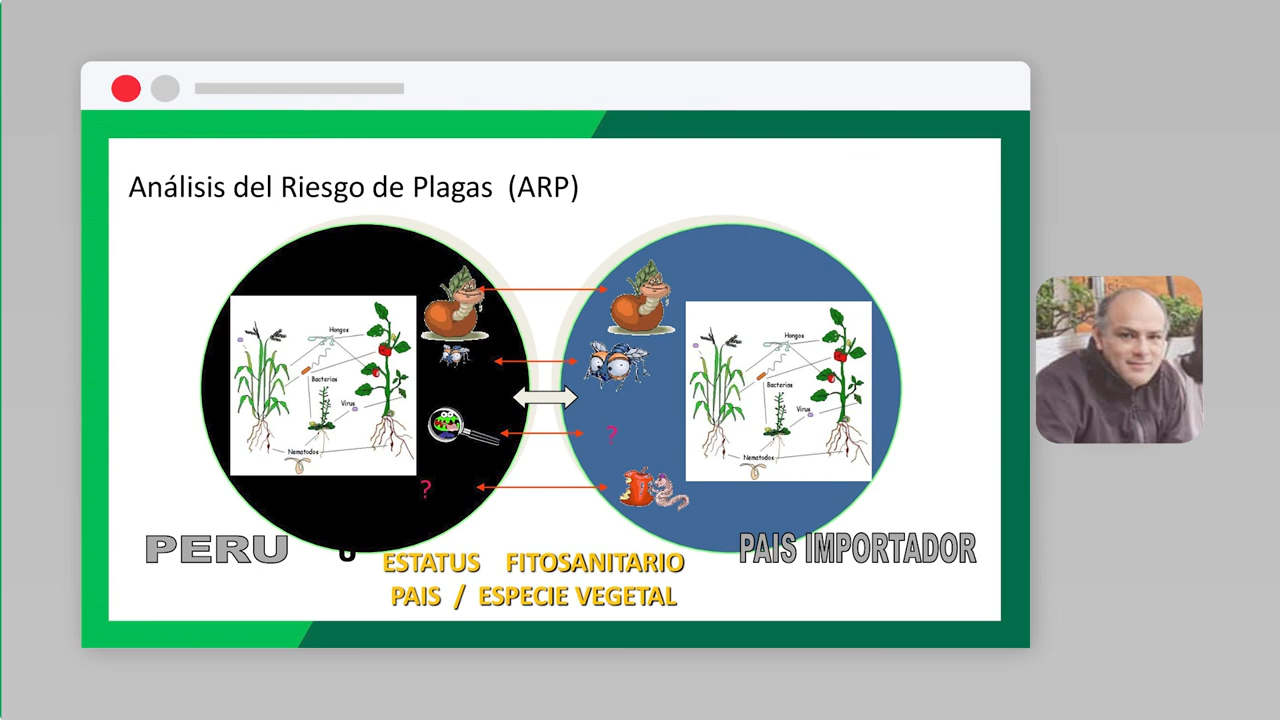 Análisis del Riesgo de Plagas (ARP)
Hongos
Bacterias
Virus
Nematodos
?
?
Hongos
Bacterias
Virus
Nematodos
PERU
PAIS IMPORTADOR
ESTATUS FITOSANITARIO
PAIS / ESPECIE VEGETAL